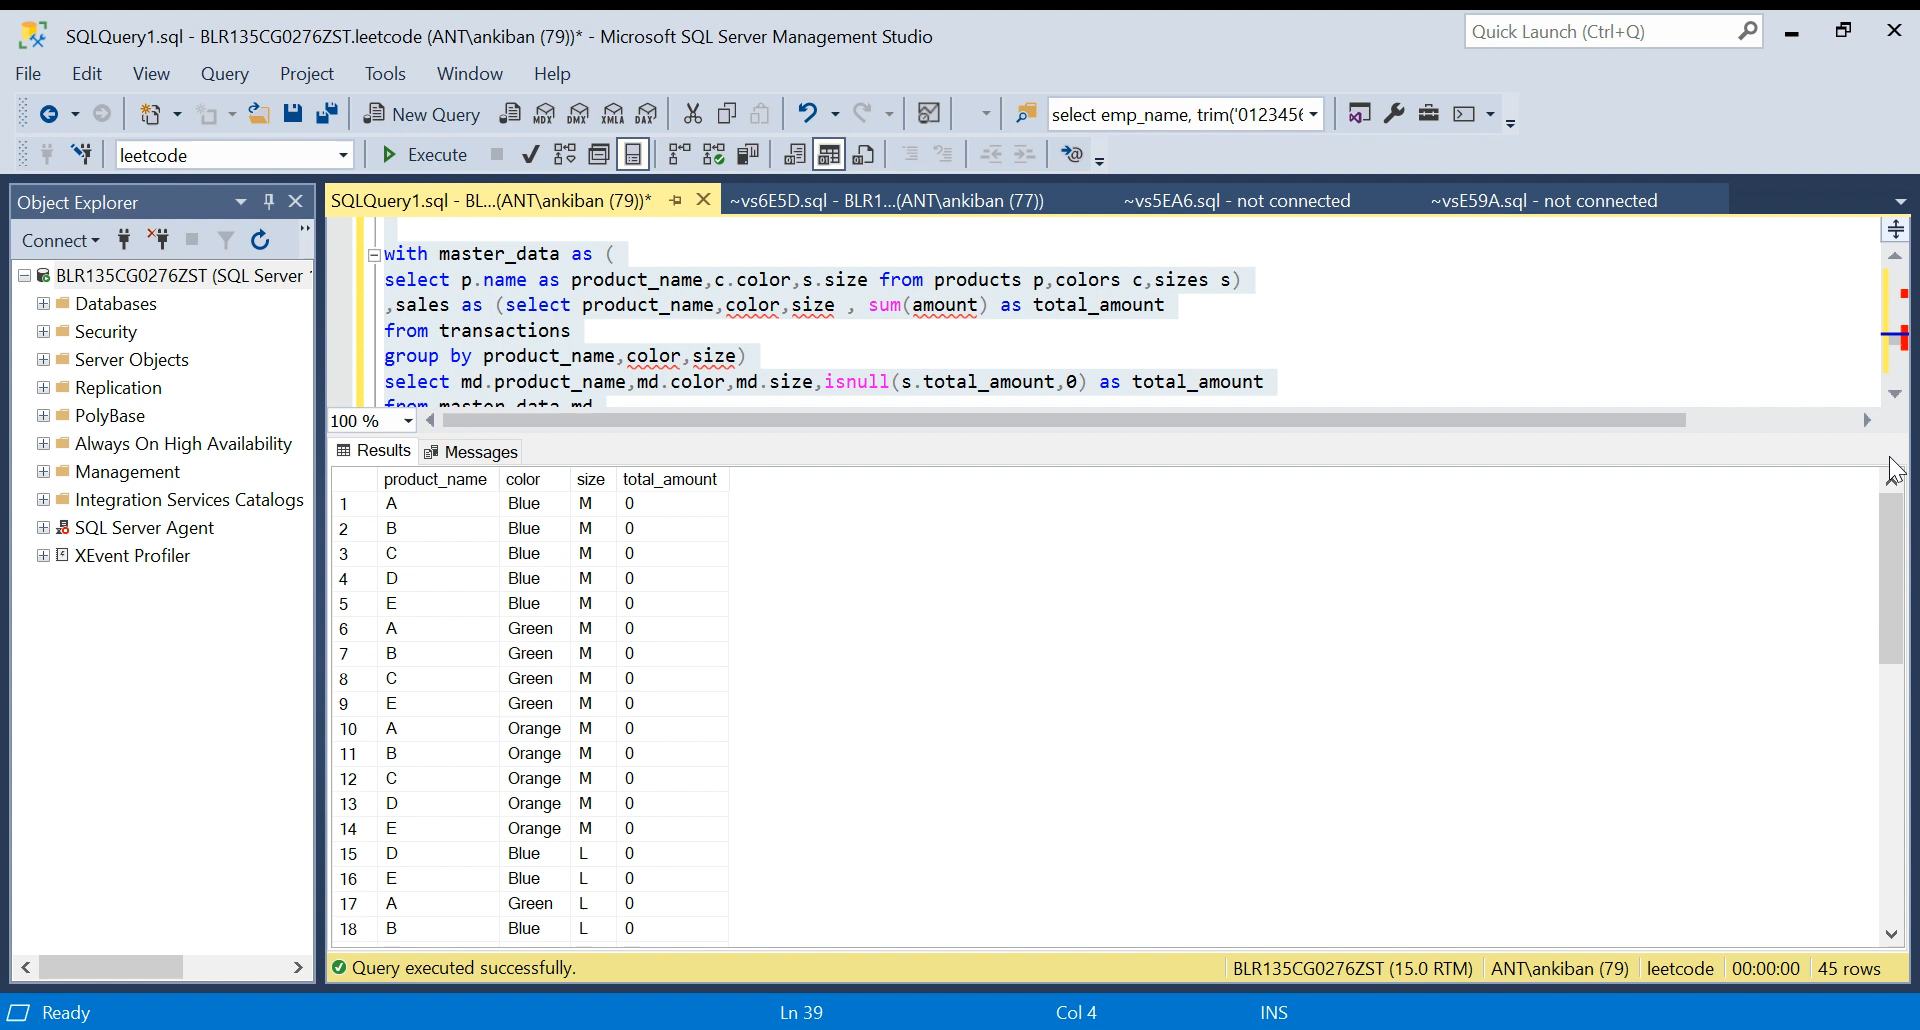 SQLQuery1.sql - BLR135CG0276ZST.leetcode (ANT\ankiban (79))* - Microsoft SQL Server Management Studio
Quick Launch (Ctrl+Q)
File Edit View Query Project Tools Window Help
New Query MDX DMX XMLA DAX select emp_name, trim('0123456
leetcode Execute
Object Explorer
SQLQuery1.sql - BL...(ANT\ankiban (79))* ~vs6E5D.sql - BLR1...(ANT\ankiban (77)) ~vs5EA6.sql - not connected ~vsE59A.sql - not connected
Connect
BLR135CG0276ZST (SQL Server
Databases
Security
Server Objects
Replication
PolyBase
Always On High Availability
Management
Integration Services Catalogs
SQL Server Agent
XEvent Profiler
with master_data as (
select p.name as product_name,c.color,s.size from products p,colors c,sizes s)
,sales as (select product_name,color,size , sum(amount) as total_amount
from transactions
group by product_name,color,size)
select md.product_name,md.color,md.size,isnull(s.total_amount,0) as total_amount
from master_data md
100 %
Results Messages
product_name color size total_amount
1 A Blue M 0
2 B Blue M 0
3 C Blue M 0
4 D Blue M 0
5 E Blue M 0
6 A Green M 0
7 B Green M 0
8 C Green M 0
9 E Green M 0
10 A Orange M 0
11 B Orange M 0
12 C Orange M 0
13 D Orange M 0
14 E Orange M 0
15 D Blue L 0
16 E Blue L 0
17 A Green L 0
18 B Blue L 0
Query executed successfully. BLR135CG0276ZST (15.0 RTM) ANT\ankiban (79) leetcode 00:00:00 45 rows
Ready Ln 39 Col 4 INS